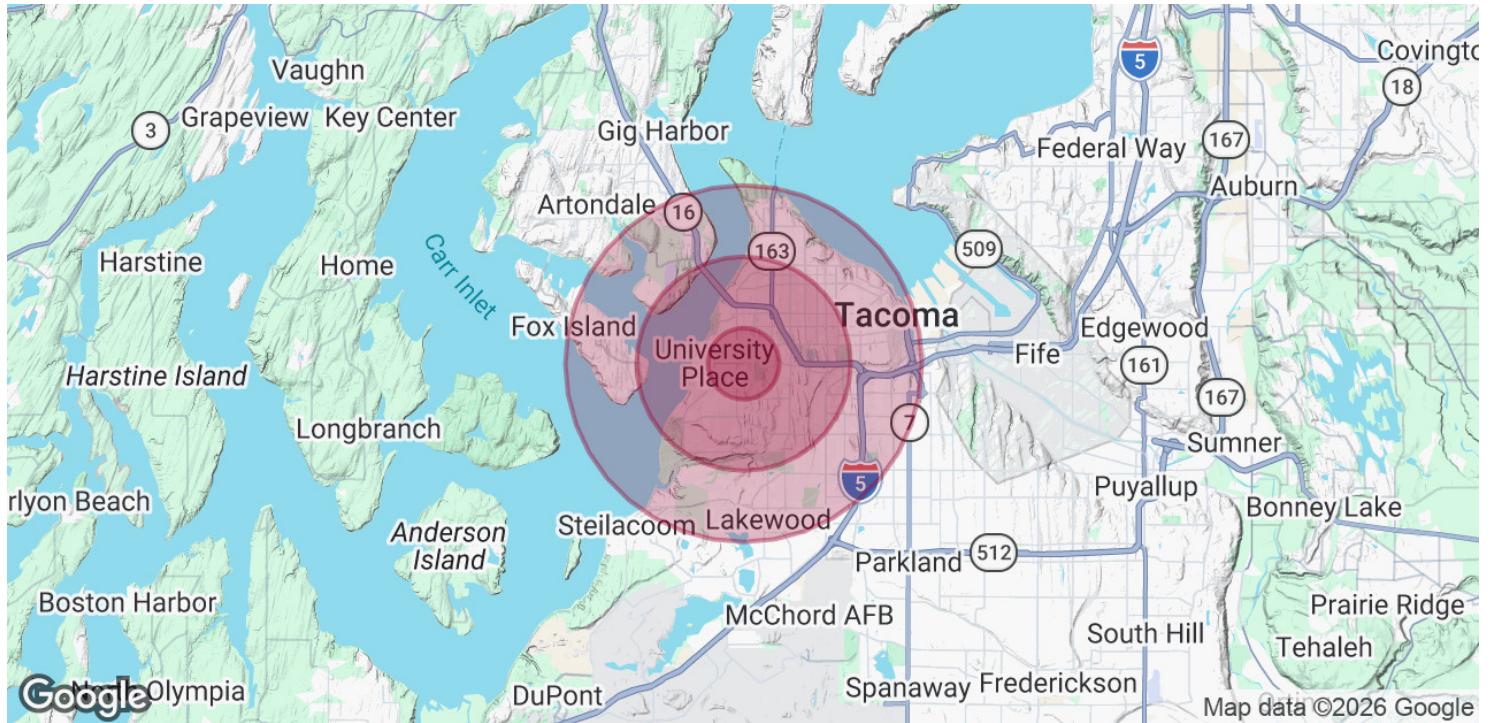 5
Covingto
Vaughn
18
Grapeview
Key Center
3
Gig Harbor
167
Federal Way
Auburn
Artondale
16
163
509
Harstine
Home
Carr Inlet
Fox Island
Tacoma
Edgewood
University
Place
Fife
161
Harstine Island
167
Longbranch
7
Sumner
5
Puyallup
rlyon Beach
Bonney Lake
Steilacoom
Lakewood
Anderson
Island
Parkland
512
Boston Harbor
McChord AFB
Prairie Ridge
South Hill
Tehaleh
Google
Olympia
DuPont
Spanaway
Frederickson
Map data ©2026 Google